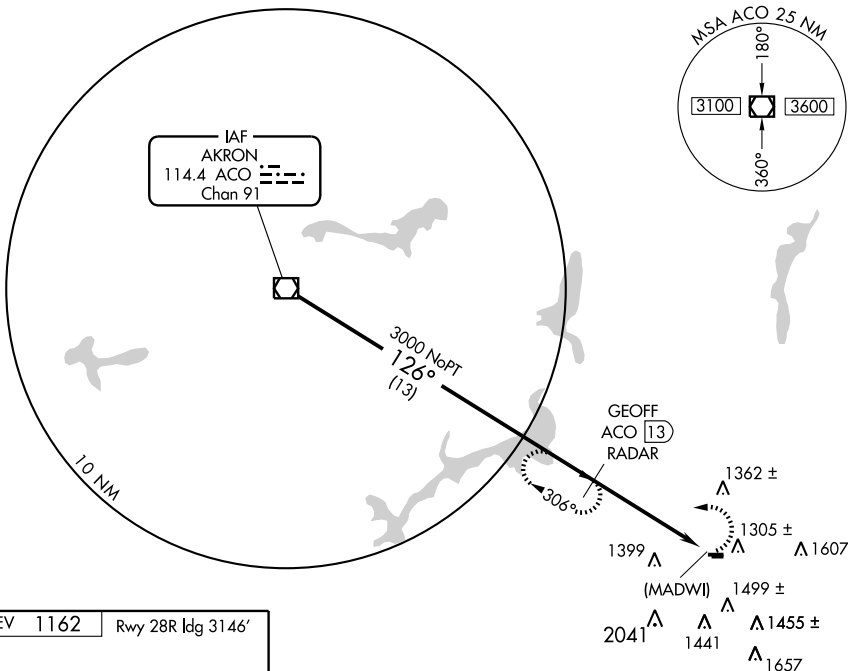 MSA ACO 25 NM
180°
3100
3600
360°
IAF
AKRON
114.4 ACO
Chan 91
3000 NoPT
126°
(13)
10 NM
GEOFF
ACO 13
RADAR
306°
1362 ±
1305 ±
1399
1607
(MADWI)
1499 ±
2041
1441
1455 ±
1657
EV 1162
Rwy 28R ldg 3146'